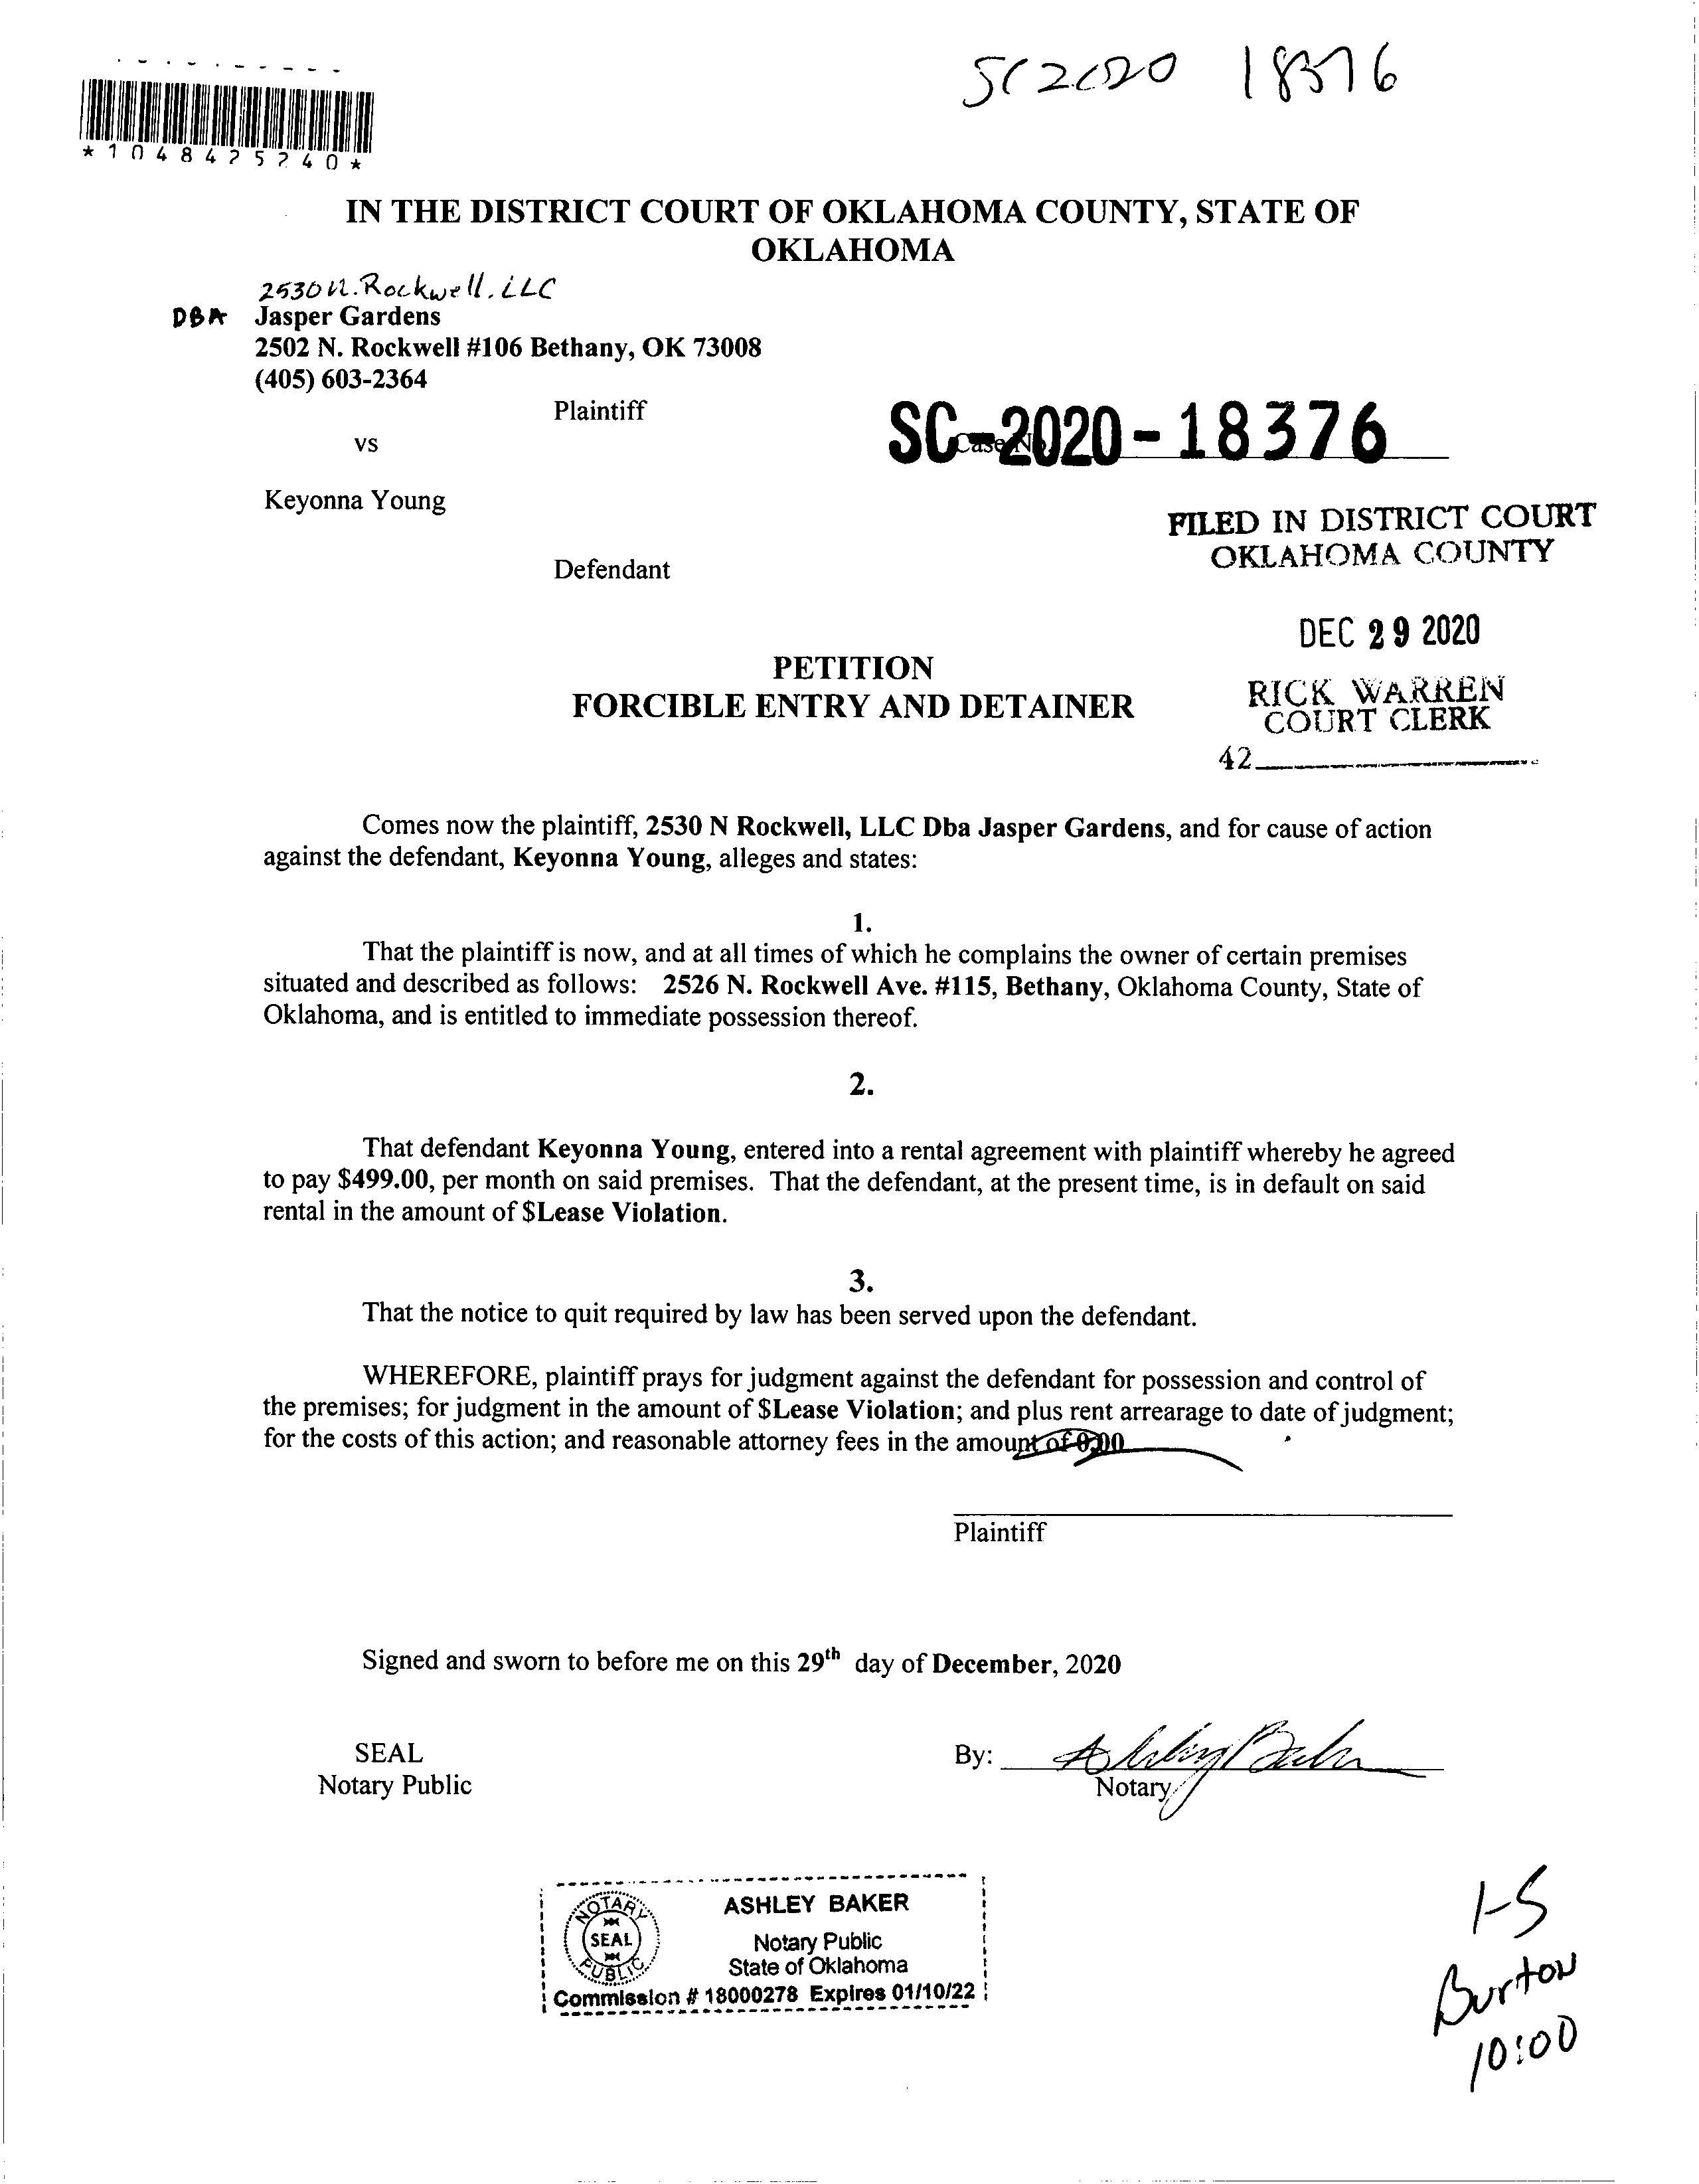 SC2020 18376
*1048425240*
IN THE DISTRICT COURT OF OKLAHOMA COUNTY, STATE OF
OKLAHOMA
2530 N. Rockwell, LLC
DBA Jasper Gardens
2502 N. Rockwell #106 Bethany, OK 73008
(405) 603-2364
Plaintiff
vs
Case No.
SC-2020-18376
Keyonna Young
Defendant
FILED IN DISTRICT COURT
OKLAHOMA COUNTY
DEC 29 2020
RICK WARREN
COURT CLERK
42
PETITION
FORCIBLE ENTRY AND DETAINER
Comes now the plaintiff, 2530 N Rockwell, LLC Dba Jasper Gardens, and for cause of action
against the defendant, Keyonna Young, alleges and states:
1.
That the plaintiff is now, and at all times of which he complains the owner of certain premises
situated and described as follows: 2526 N. Rockwell Ave. #115, Bethany, Oklahoma County, State of
Oklahoma, and is entitled to immediate possession thereof.
2.
That defendant Keyonna Young, entered into a rental agreement with plaintiff whereby he agreed
to pay $499.00, per month on said premises. That the defendant, at the present time, is in default on said
rental in the amount of $Lease Violation.
3.
That the notice to quit required by law has been served upon the defendant.
WHEREFORE, plaintiff prays for judgment against the defendant for possession and control of
the premises; for judgment in the amount of $Lease Violation; and plus rent arrearage to date of judgment;
for the costs of this action; and reasonable attorney fees in the amount of 0.00
Plaintiff
Signed and sworn to before me on this 29th day of December, 2020
SEAL
Notary Public
By: Ashley Baker
Notary
NOTARY
SEAL
PUBLIC
ASHLEY BAKER
Notary Public
State of Oklahoma
Commission # 18000278 Expires 01/10/22
1-5
Burton
10:00